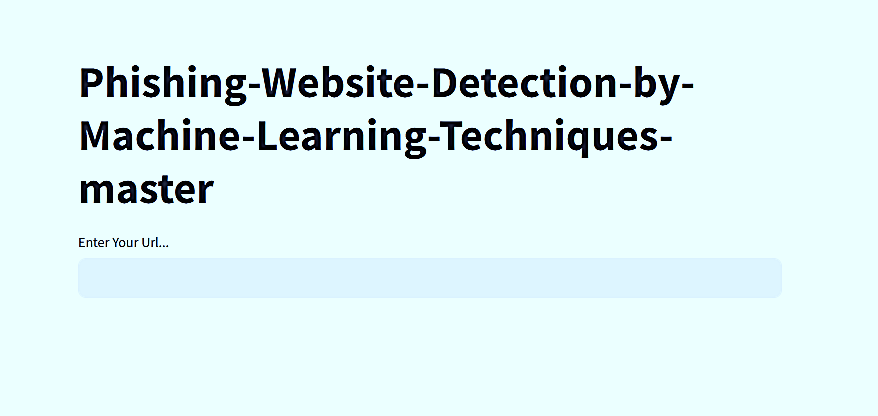 Phishing-Website-Detection-by-
Machine-Learning-Techniques-
master
Enter Your Url...